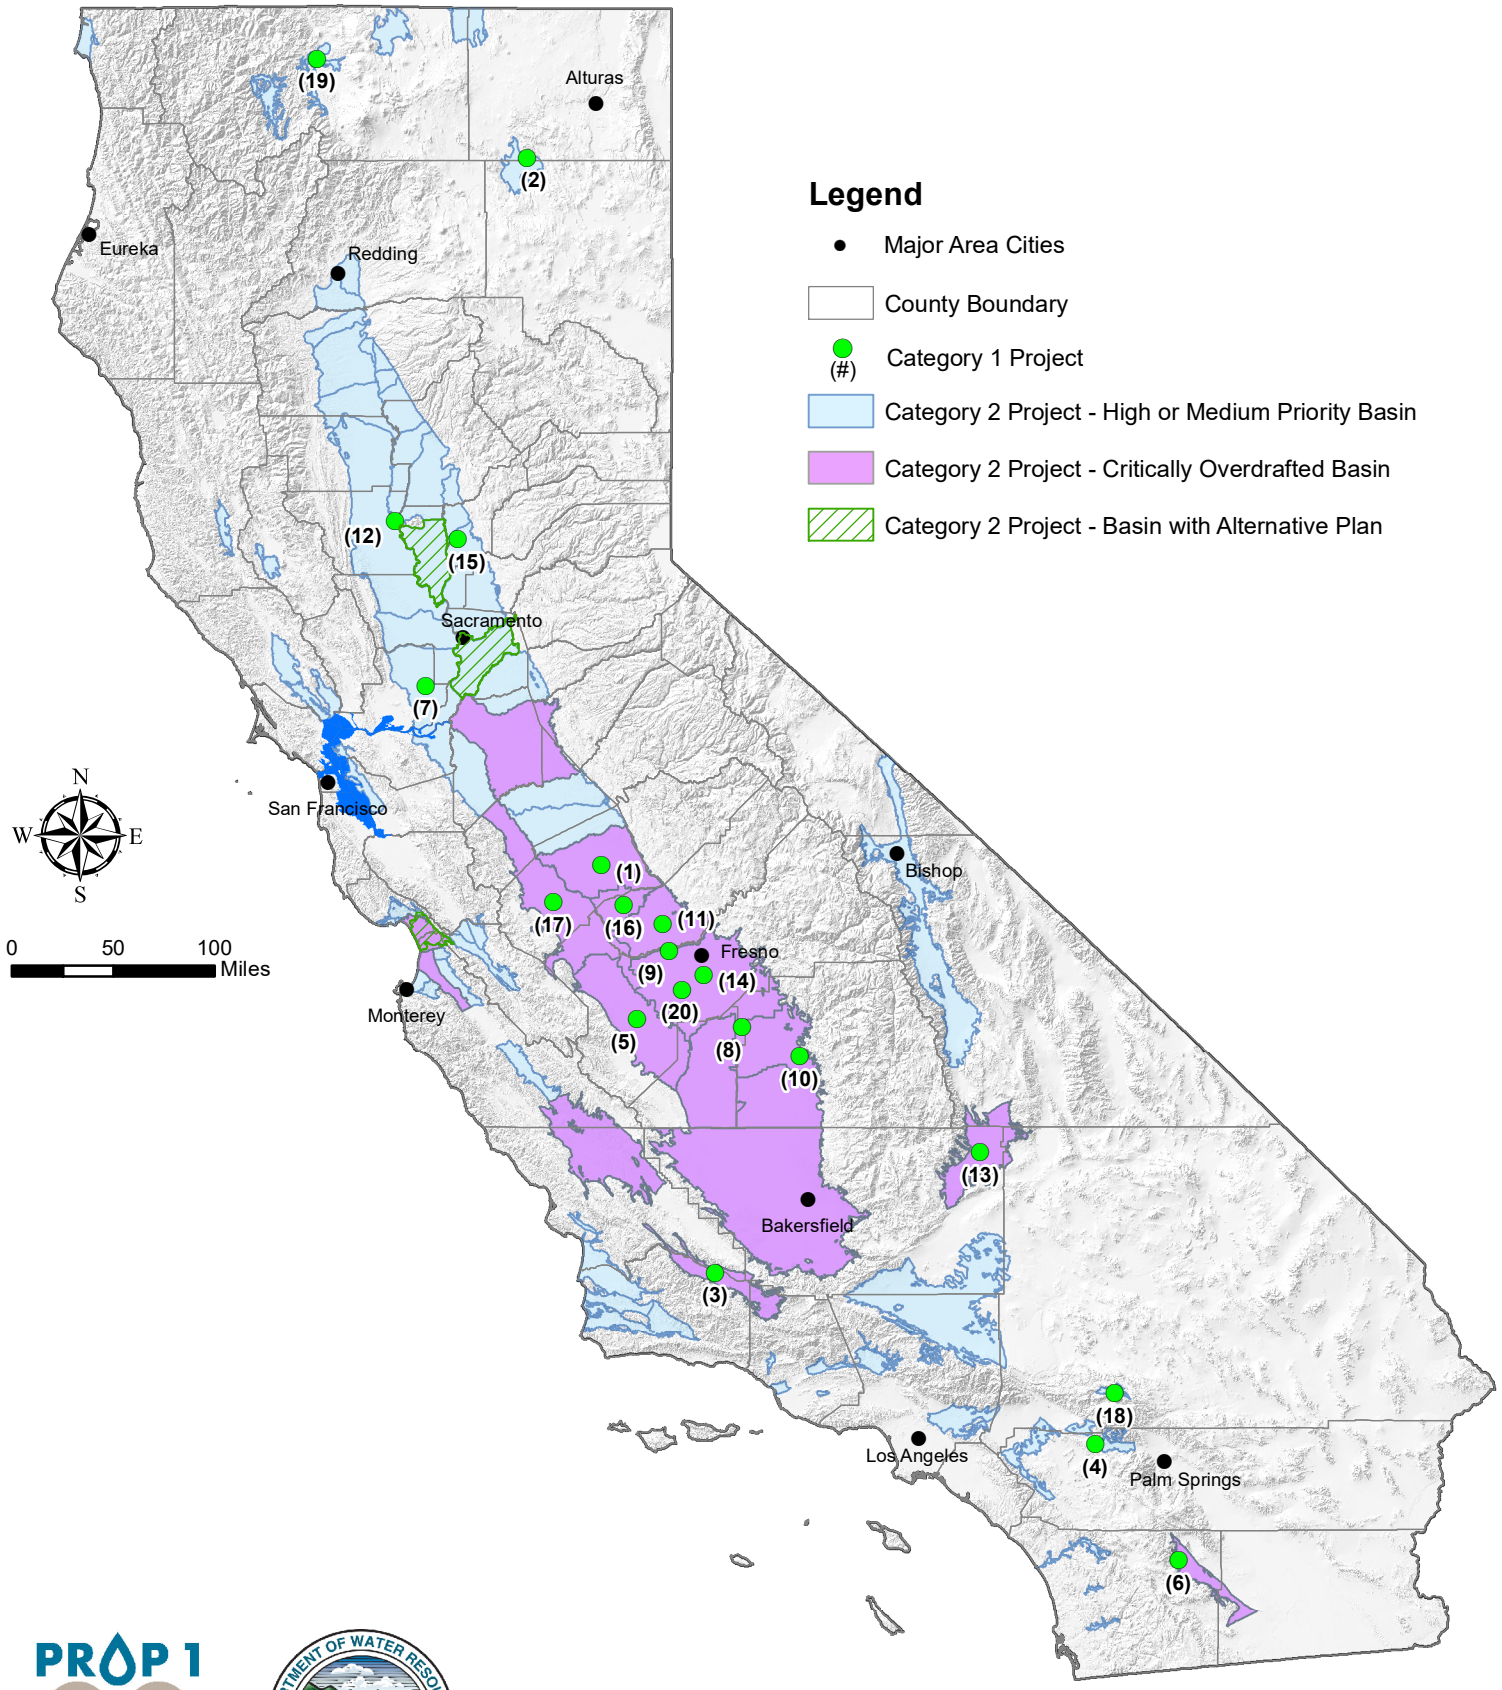 (19)
Alturas
(2)
Eureka
Redding
Legend
Major Area Cities
County Boundary
(#)
Category 1 Project
Category 2 Project - High or Medium Priority Basin
Category 2 Project - Critically Overdrafted Basin
Category 2 Project - Basin with Alternative Plan
(12)
(15)
Sacramento
(7)
San Francisco
N
W
E
S
Bishop
(1)
(17)
(16)
(11)
0 50 100
Miles
Fresno
(9)
(14)
(20)
Monterey
(5)
(8)
(10)
(13)
Bakersfield
(3)
(18)
Los Angeles
(4)
Palm Springs
(6)
PROP 1
OF WATER